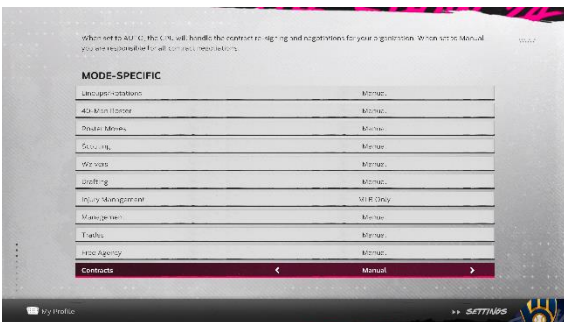 When set to AUTO, the CPU will handle the contract re-signing and negotiations for your organization. When set to Manual
you are responsible for all contract negotiations.
MODE-SPECIFIC
Lineups/Rotations Manual
40-Man Roster Manual
Roster Moves Manual
Scouting Manual
Waivers Manual
Drafting Manual
Injury Management MLB Only
Management Manual
Trades Manual
Free Agency Manual
Contracts Manual
My Profile
SETTINGS